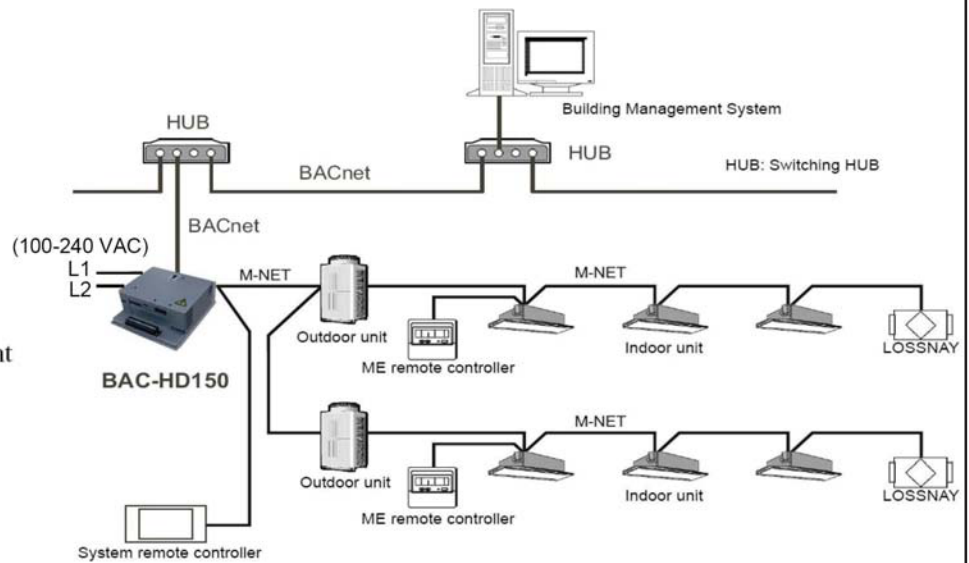 Building Management System
HUB
HUB
HUB: Switching HUB
BACnet
BACnet
(100-240 VAC)
L1
L2
M-NET
M-NET
Outdoor unit
ME remote controller
Indoor unit
LOSSNAY
BAC-HD150
M-NET
Outdoor unit
ME remote controller
Indoor unit
LOSSNAY
System remote controller